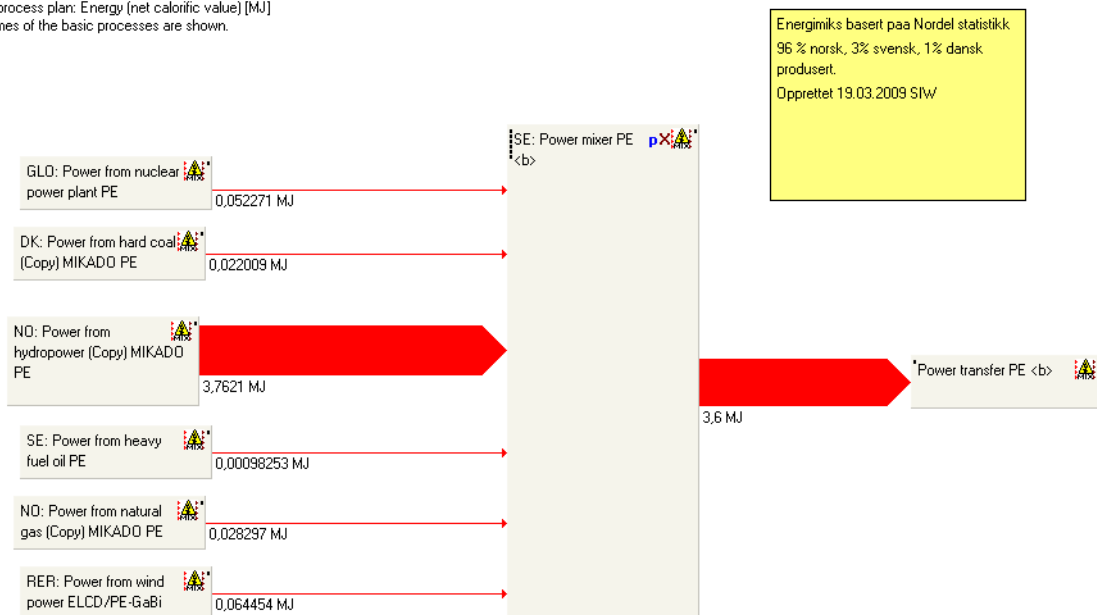 process plan: Energy (net calorific value) [MJ]
mes of the basic processes are shown.
Energimiks basert paa Nordel statistikk
96 % norsk, 3% svensk, 1% dansk
produsert.
Opprettet 19.03.2009 SIW
SE: Power mixer PE pX
<b>
GLO: Power from nuclear
power plant PE
0,052271 MJ
DK: Power from hard coal
(Copy) MIKADO PE
0,022009 MJ
NO: Power from
hydropower (Copy) MIKADO
PE
3,7621 MJ
Power transfer PE <b>
3,6 MJ
SE: Power from heavy
fuel oil PE
0,00098253 MJ
NO: Power from natural
gas (Copy) MIKADO PE
0,028297 MJ
RER: Power from wind
power ELCD/PE-GaBi
0,064454 MJ